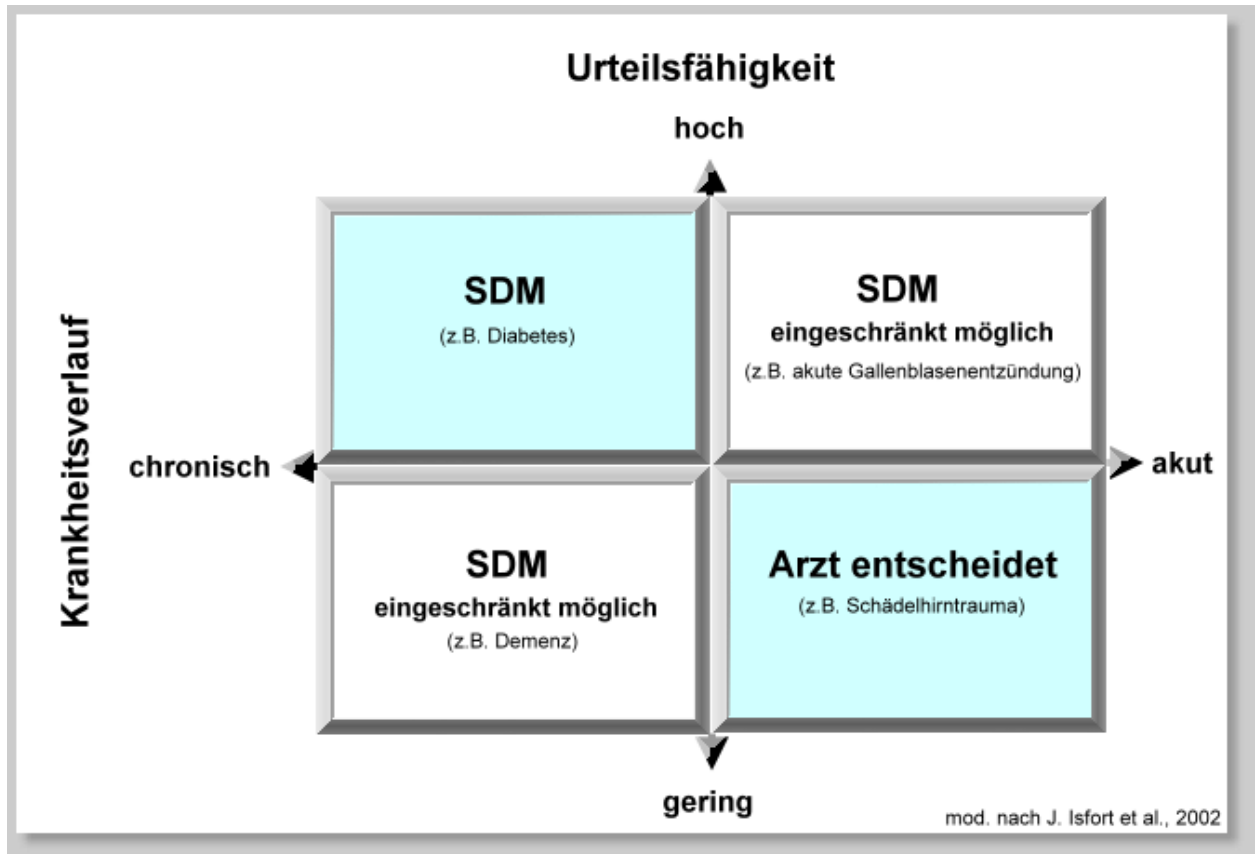 Urteilsfähigkeit
hoch
SDM
(z.B. Diabetes)
SDM
eingeschränkt möglich
(z.B. akute Gallenblasenentzündung)
Krankheitsverlauf
chronisch
akut
SDM
eingeschränkt möglich
(z.B. Demenz)
Arzt entscheidet
(z.B. Schädelhirntrauma)
gering
mod. nach J. Isfort et al., 2002